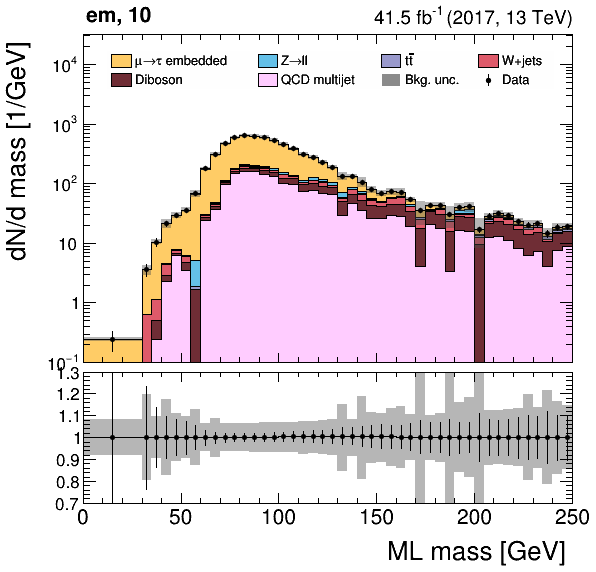 em, 10
41.5 fb⁻¹ (2017, 13 TeV)
dN/d mass [1/GeV]
μ→τ embedded
Z→ll
tt̄
W+jets
Diboson
QCD multijet
Bkg. unc.
Data
10⁴
10³
10²
10
1
10⁻¹
1.3
1.2
1.1
1
0.9
0.8
0.7
0
50
100
150
200
250
ML mass [GeV]